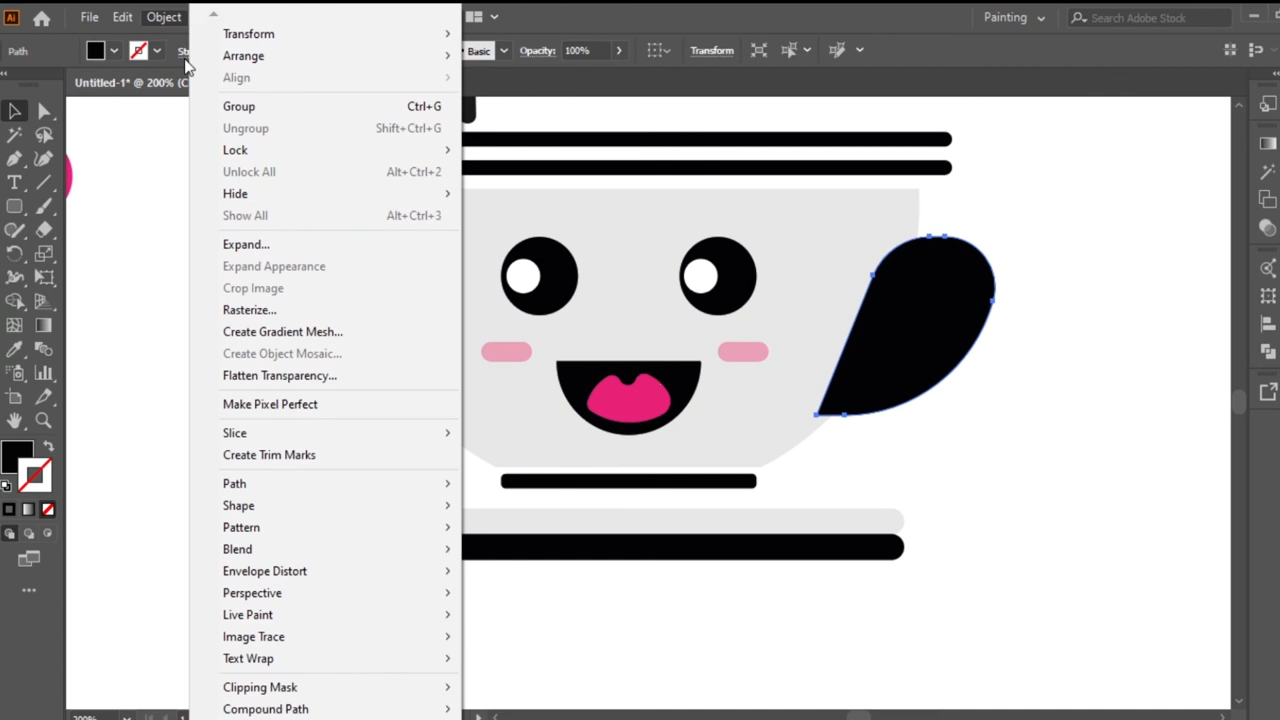 Ai File Edit Object Painting Search Adobe Stock
Path Basic Opacity: 100% Transform
Untitled-1* @ 200% (C
Transform
Arrange
Align
Group Ctrl+G
Ungroup Shift+Ctrl+G
Lock
Unlock All Alt+Ctrl+2
Hide
Show All Alt+Ctrl+3
Expand...
Expand Appearance
Crop Image
Rasterize...
Create Gradient Mesh...
Create Object Mosaic...
Flatten Transparency...
Make Pixel Perfect
Slice
Create Trim Marks
Path
Shape
Pattern
Blend
Envelope Distort
Perspective
Live Paint
Image Trace
Text Wrap
Clipping Mask
Compound Path
200%